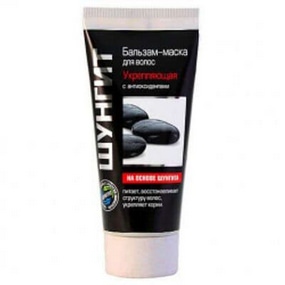 ШУНГИТ
Бальзам-маска
для волос
Укрепляющая
с антиоксидантами
НА ОСНОВЕ ШУНГИТА
питает, восстанавливает
структуру волос,
укрепляет корни